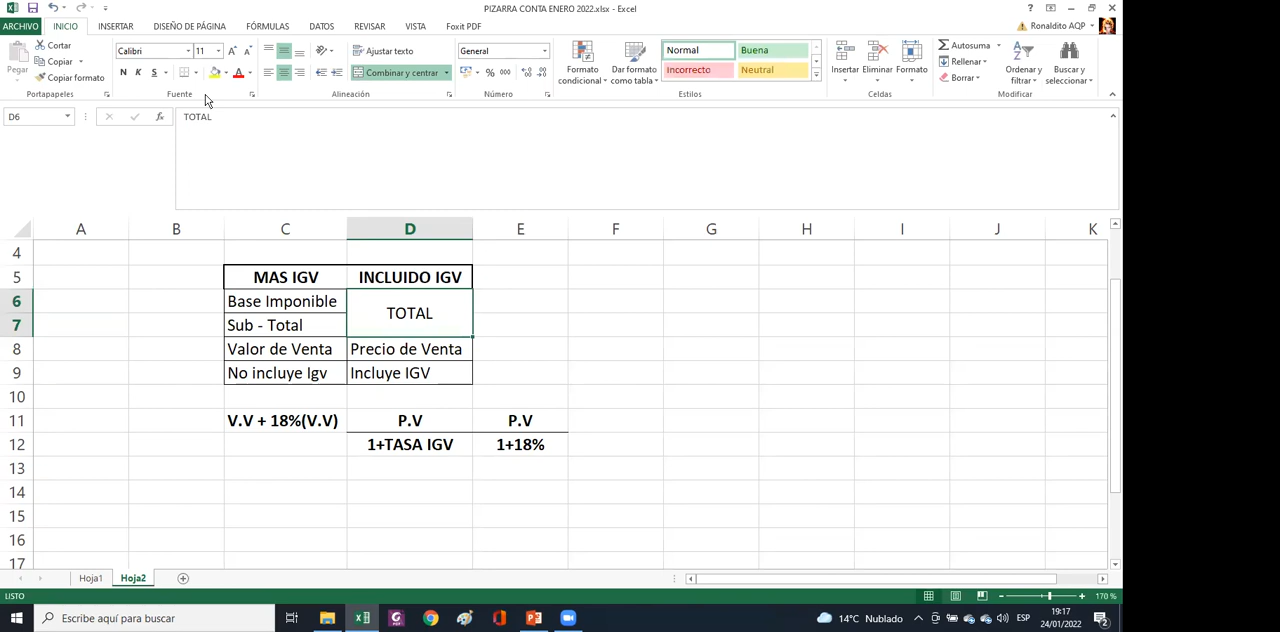 PIZARRA CONTA ENERO 2022.xlsx - Excel
ARCHIVO INICIO INSERTAR DISEÑO DE PÁGINA FÓRMULAS DATOS REVISAR VISTA Foxit PDF Ronaldito AQP
Cortar
Copiar
Copiar formato
Pegar
Portapapeles
Calibri 11
N K S
Fuente
Ajustar texto
Combinar y centrar
Alineación
General
% 000
Número
Formato condicional
Dar formato como tabla
Normal Buena
Incorrecto Neutral
Estilos
Insertar Eliminar Formato
Celdas
Autosuma
Rellenar
Borrar
Ordenar y filtrar
Buscar y seleccionar
Modificar
D6 fx TOTAL
A B C D E F G H I J K
4
5 MAS IGV INCLUIDO IGV
6 Base Imponible TOTAL
7 Sub - Total
8 Valor de Venta Precio de Venta
9 No incluye Igv Incluye IGV
10
11 V.V + 18%(V.V) P.V P.V
12 1+TASA IGV 1+18%
13
14
15
16
17
Hoja1 Hoja2
LISTO 170 %
Escribe aquí para buscar 14°C Nublado ESP 19:17
24/01/2022